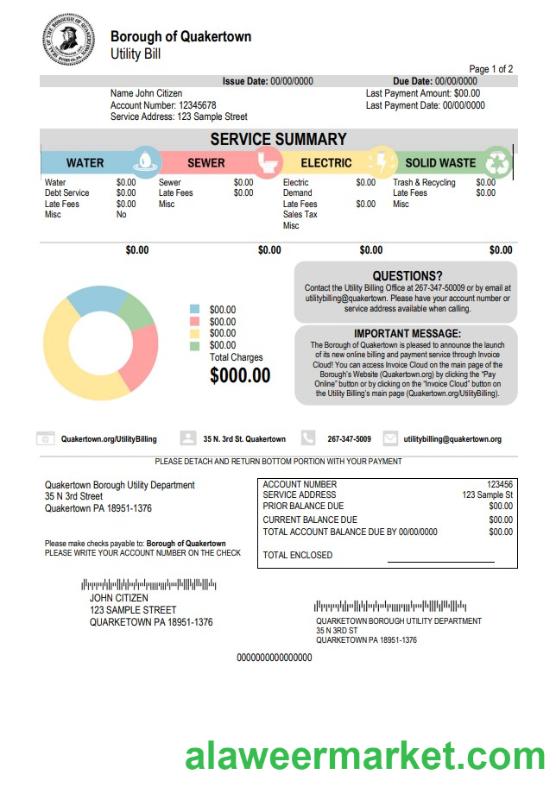 Borough of Quakertown
Utility Bill
Page 1 of 2
Issue Date: 00/00/0000 Due Date: 00/00/0000
Name John Citizen Last Payment Amount: $00.00
Account Number: 12345678 Last Payment Date: 00/00/0000
Service Address: 123 Sample Street
SERVICE SUMMARY
WATER SEWER ELECTRIC SOLID WASTE
Water $0.00 Sewer $0.00 Electric $0.00 Trash & Recycling $0.00
Debt Service $0.00 Late Fees $0.00 Demand Late Fees $0.00
Late Fees $0.00 Misc Late Fees $0.00 Misc
Misc No Sales Tax
Misc
$0.00 $0.00 $0.00 $0.00
$00.00
$00.00
$00.00
$00.00
Total Charges
$000.00
QUESTIONS?
Contact the Utility Billing Office at 267-347-50009 or by email at
utilitybilling@quakertown. Please have your account number or
service address available when calling.
IMPORTANT MESSAGE:
The Borough of Quakertown is pleased to announce the launch
of its new online billing and payment service through Invoice
Cloud! You can access Invoice Cloud on the main page of the
Borough's Website (Quakertown.org) by clicking the "Pay
Online" button or by clicking on the "Invoice Cloud" button on
the Utility Billing's main page (Quakertown.org/UtilityBilling).
Quakertown.org/UtilityBilling 35 N. 3rd St. Quakertown 267-347-5009 utilitybilling@quakertown.org
PLEASE DETACH AND RETURN BOTTOM PORTION WITH YOUR PAYMENT
Quakertown Borough Utility Department
35 N 3rd Street
Quakertown PA 18951-1376
Please make checks payable to: Borough of Quakertown
PLEASE WRITE YOUR ACCOUNT NUMBER ON THE CHECK
ACCOUNT NUMBER 123456
SERVICE ADDRESS 123 Sample St
PRIOR BALANCE DUE $00.00
CURRENT BALANCE DUE $00.00
TOTAL ACCOUNT BALANCE DUE BY 00/00/0000 $00.00
TOTAL ENCLOSED
JOHN CITIZEN
123 SAMPLE STREET
QUARKETOWN PA 18951-1376
QUARKETOWN BOROUGH UTILITY DEPARTMENT
35 N 3RD ST
QUARKETOWN PA 18951-1376
0000000000000000
alaweermarket.com